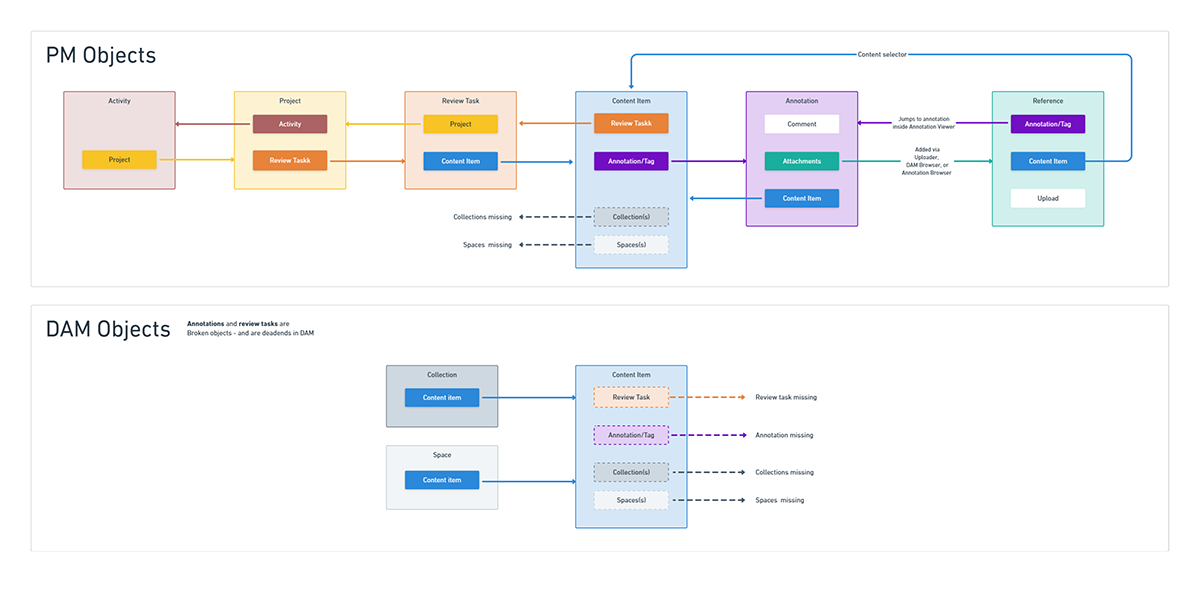 PM Objects
Content selector
Activity
Project
Project
Activity
Review Taskk
Review Task
Project
Content Item
Content Item
Review Taskk
Annotation/Tag
Collection(s)
Spaces(s)
Collections missing
Spaces missing
Annotation
Comment
Attachments
Content Item
Jumps to annotation
inside Annotation Viewer
Added via
Uploader,
DAM Browser, or
Annotation Browser
Reference
Annotation/Tag
Content Item
Upload
DAM Objects
Annotations and review tasks are
Broken objects - and are deadends in DAM
Collection
Content item
Space
Content item
Content Item
Review Task
Annotation/Tag
Collection(s)
Spaces(s)
Review task missing
Annotation missing
Collections missing
Spaces missing